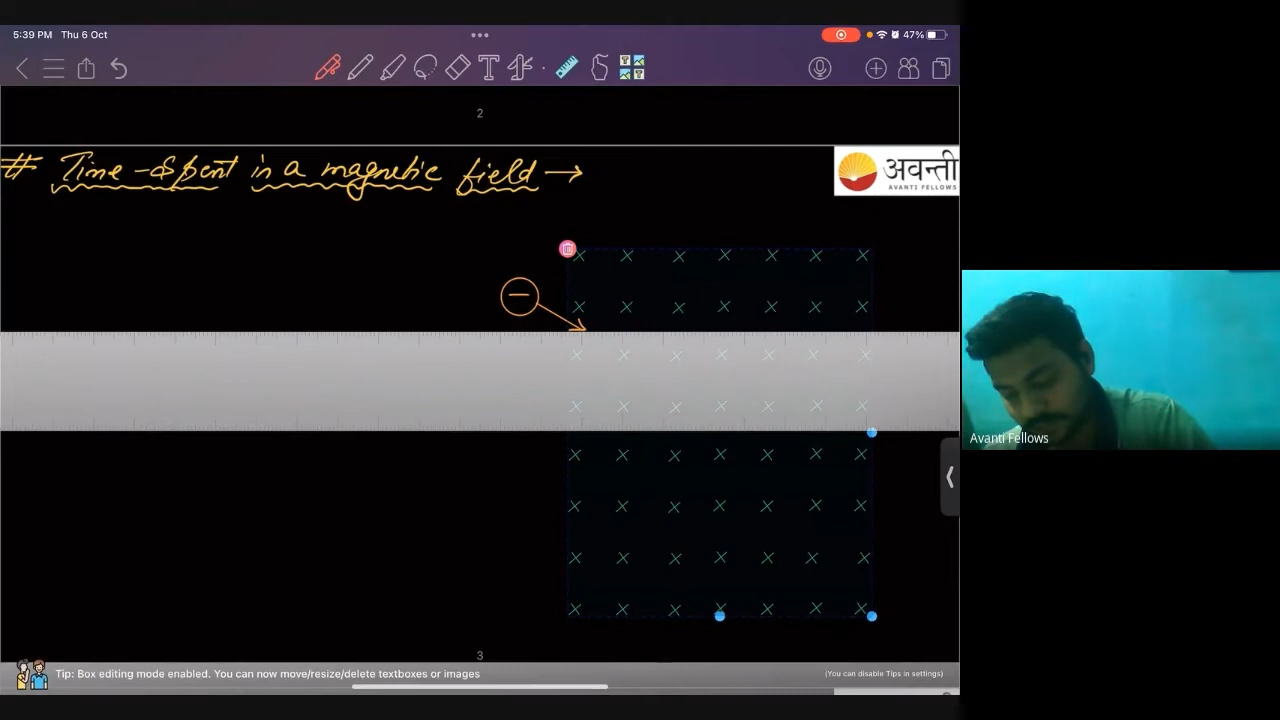 5:39 PM Thu 6 Oct
47%
2
# Time-Spent in a magnetic field →
अवन्ती
AVANTI FELLOWS
Avanti Fellows
3
Tip: Box editing mode enabled. You can now move/resize/delete textboxes or images
(You can disable Tips in settings)